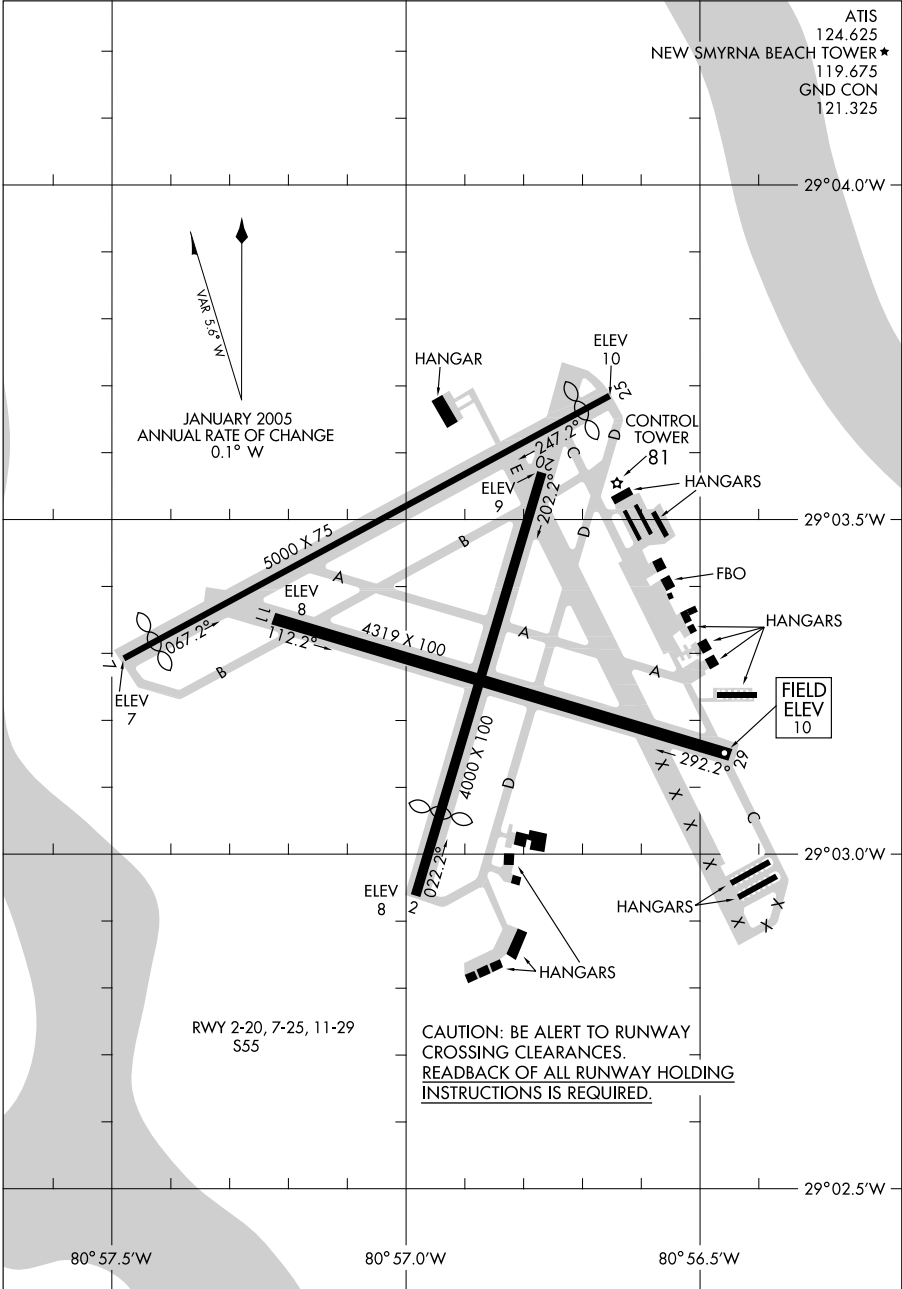 ATIS
124.625
NEW SMYRNA BEACH TOWER★
119.675
GND CON
121.325
29°04.0'W
VAR 5.6° W
JANUARY 2005
ANNUAL RATE OF CHANGE
0.1° W
HANGAR
ELEV
10
25
247.2°
CONTROL
TOWER
81
D
C
E
20
ELEV
9
202.2°
HANGARS
29°03.5'W
5000 X 75
B
D
A
FBO
ELEV
8
11
112.2°
4319 X 100
A
HANGARS
067.2°
7
ELEV
7
B
A
FIELD
ELEV
10
292.2°
29
4000 X 100
D
C
X
X
X
X
X
X
X
022.2°
2
ELEV
8
29°03.0'W
HANGARS
HANGARS
HANGARS
RWY 2-20, 7-25, 11-29
S55
CAUTION: BE ALERT TO RUNWAY
CROSSING CLEARANCES.
READBACK OF ALL RUNWAY HOLDING
INSTRUCTIONS IS REQUIRED.
29°02.5'W
80°57.5'W
80°57.0'W
80°56.5'W